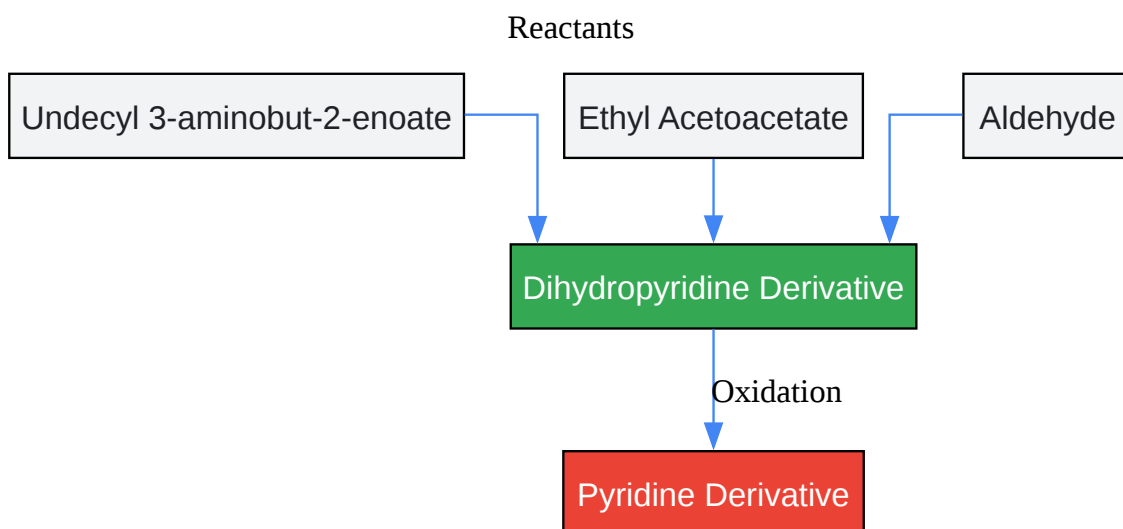 Reactants
Undecyl 3-aminobut-2-enoate
Ethyl Acetoacetate
Aldehyde
Dihydropyridine Derivative
Oxidation
Pyridine Derivative